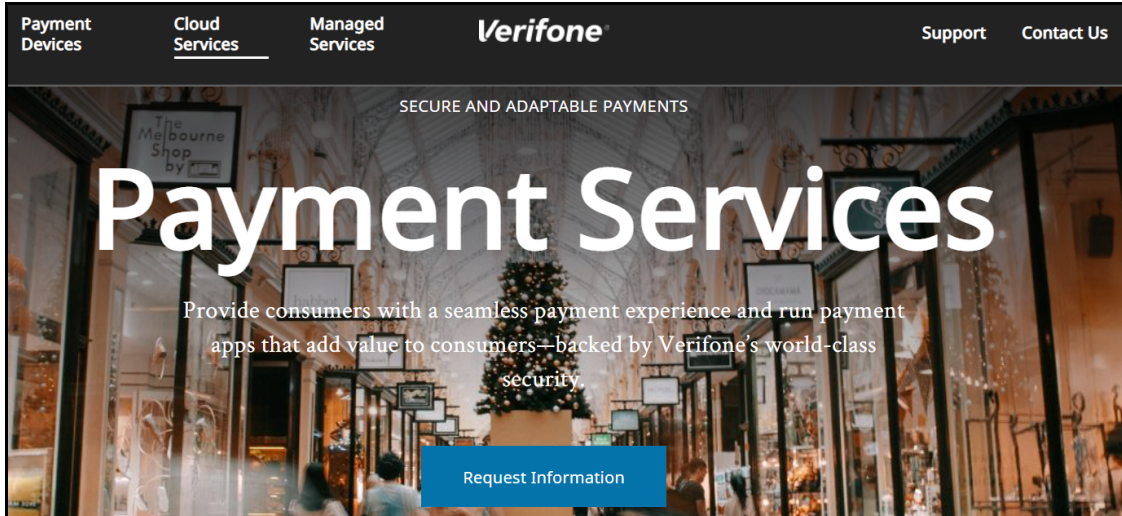 Payment
Devices
Cloud
Services
Managed
Services
Verifone
Support
Contact Us
SECURE AND ADAPTABLE PAYMENTS
The
Melbourne
Shop
by
Payment Services
Provide consumers with a seamless payment experience and run payment
apps that add value to consumers—backed by Verifone's world-class
security.
Request Information